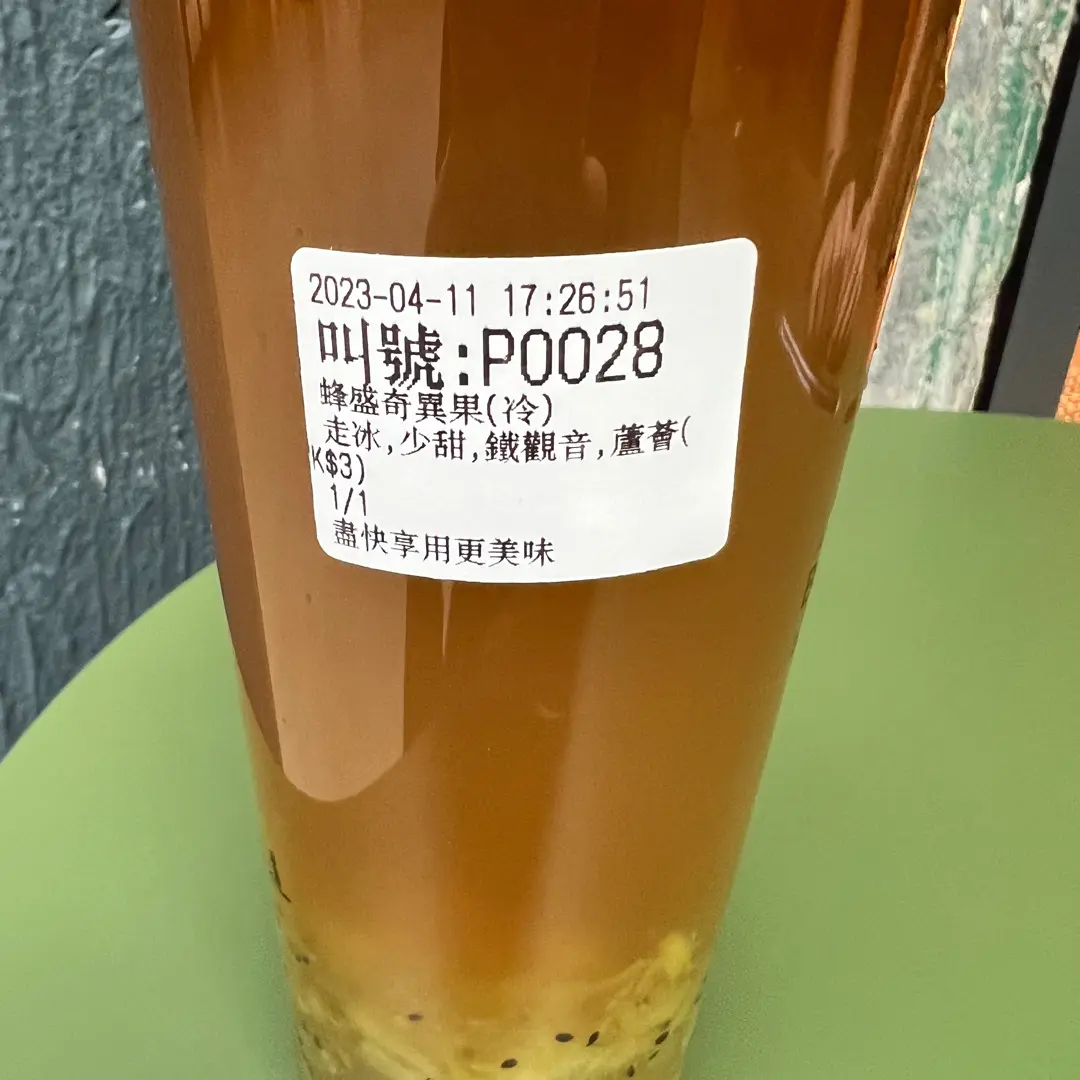 2023-04-11 17:26:51
叫號:P0028
蜂盛奇異果(冷)
走冰,少甜,鐵觀音,蘆薈(
K$3)
1/1
盡快享用更美味